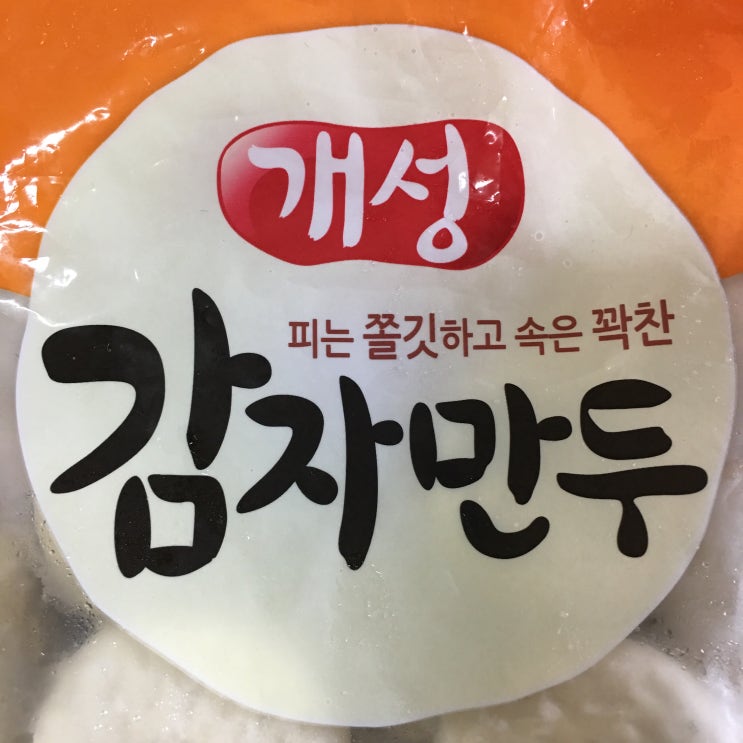 개성
피는 쫄깃하고 속은 꽉찬
감자만두